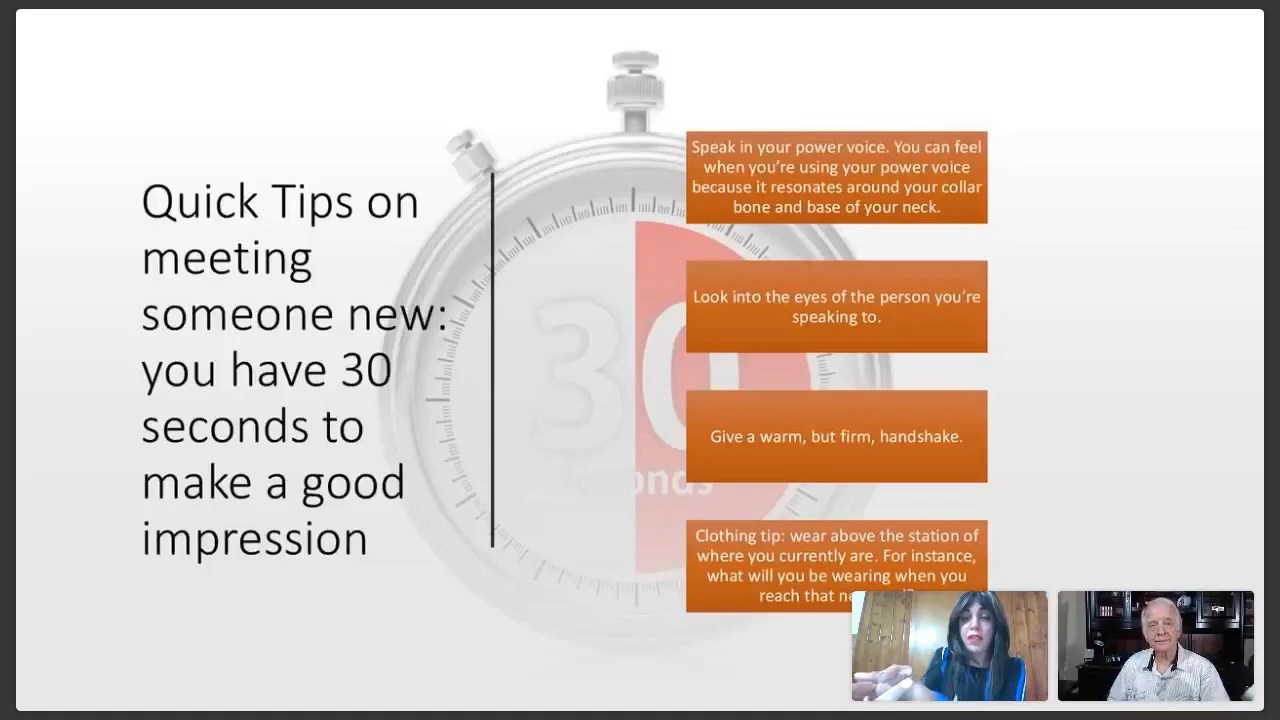 Quick Tips on
meeting
someone new:
you have 30
seconds to
make a good
impression
Speak in your power voice. You can feel
when you’re using your power voice
because it resonates around your collar
bone and base of your neck.
Look into the eyes of the person you’re
speaking to.
Give a warm, but firm, handshake.
Clothing tip: wear above the station of
where you currently are. For instance,
what will you be wearing when you
reach that
30